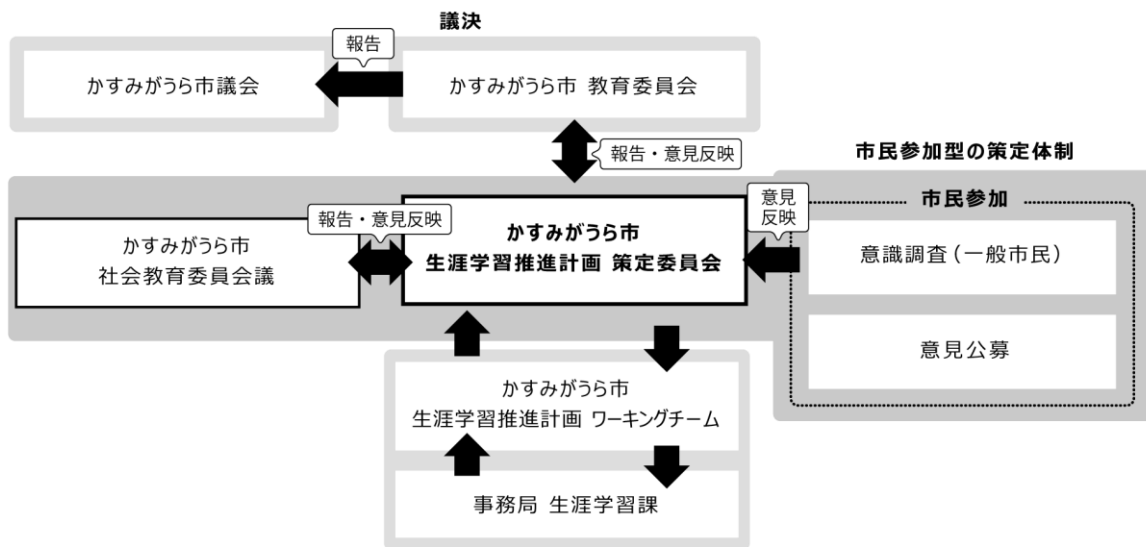 議決
報告
かすみがうら市議会
かすみがうら市 教育委員会
報告・意見反映
市民参加型の策定体制
市民参加
意見
反映
報告・意見反映
かすみがうら市
社会教育委員会議
かすみがうら市
生涯学習推進計画 策定委員会
意識調査(一般市民)
意見公募
かすみがうら市
生涯学習推進計画 ワーキングチーム
事務局 生涯学習課